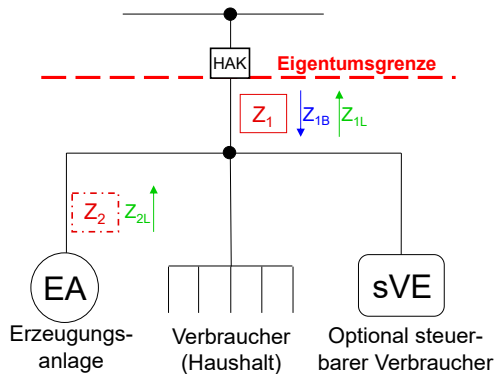 HAK
Eigentumsgrenze
Z1 Z1B Z1L
Z2 Z2L
EA
sVE
Erzeugungs-
anlage
Verbraucher
(Haushalt)
Optional steuer-
barer Verbraucher